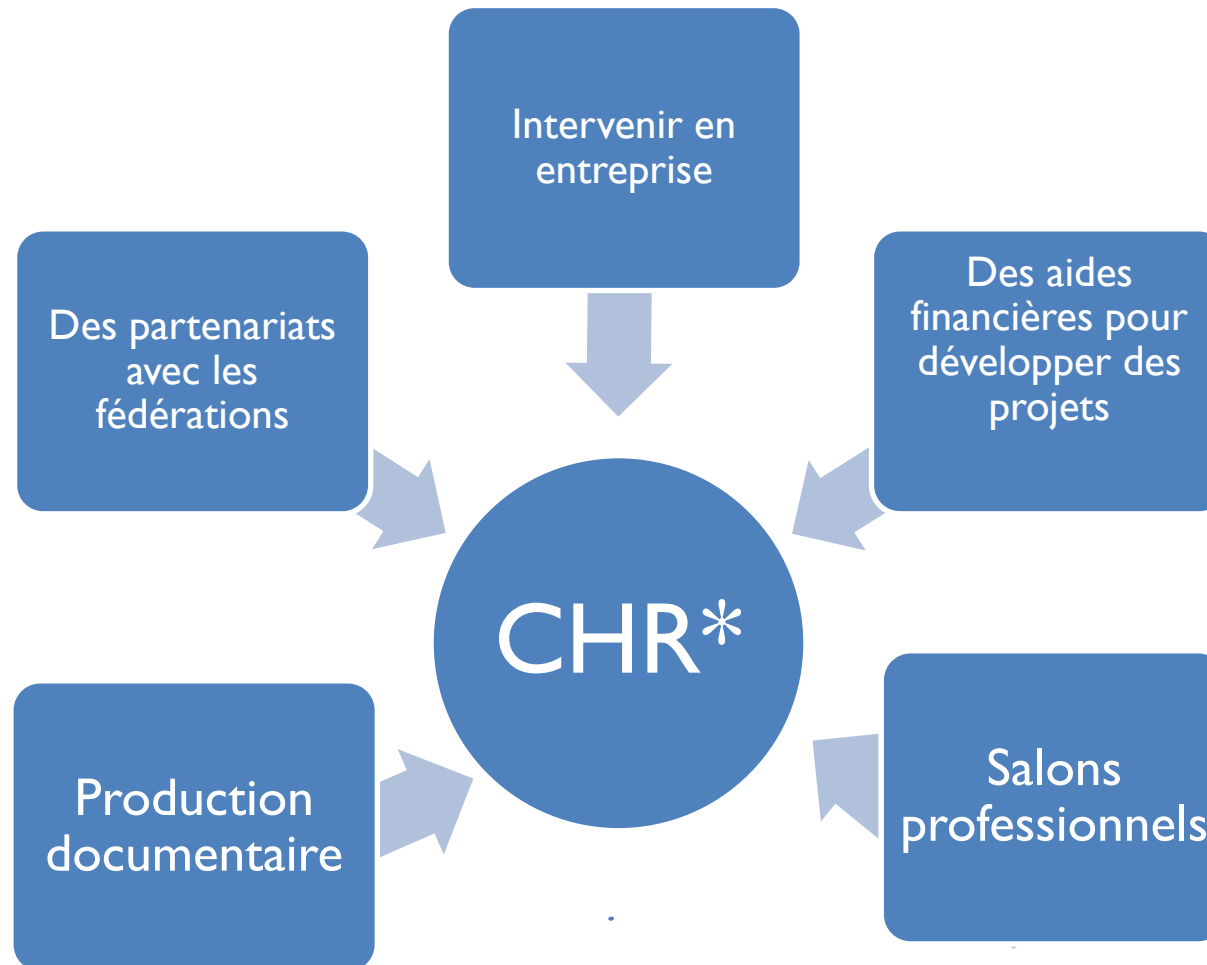 Intervenir en
entreprise
Des partenariats
avec les
fédérations
Des aides
financières pour
développer des
projets
CHR*
Production
documentaire
Salons
professionnels